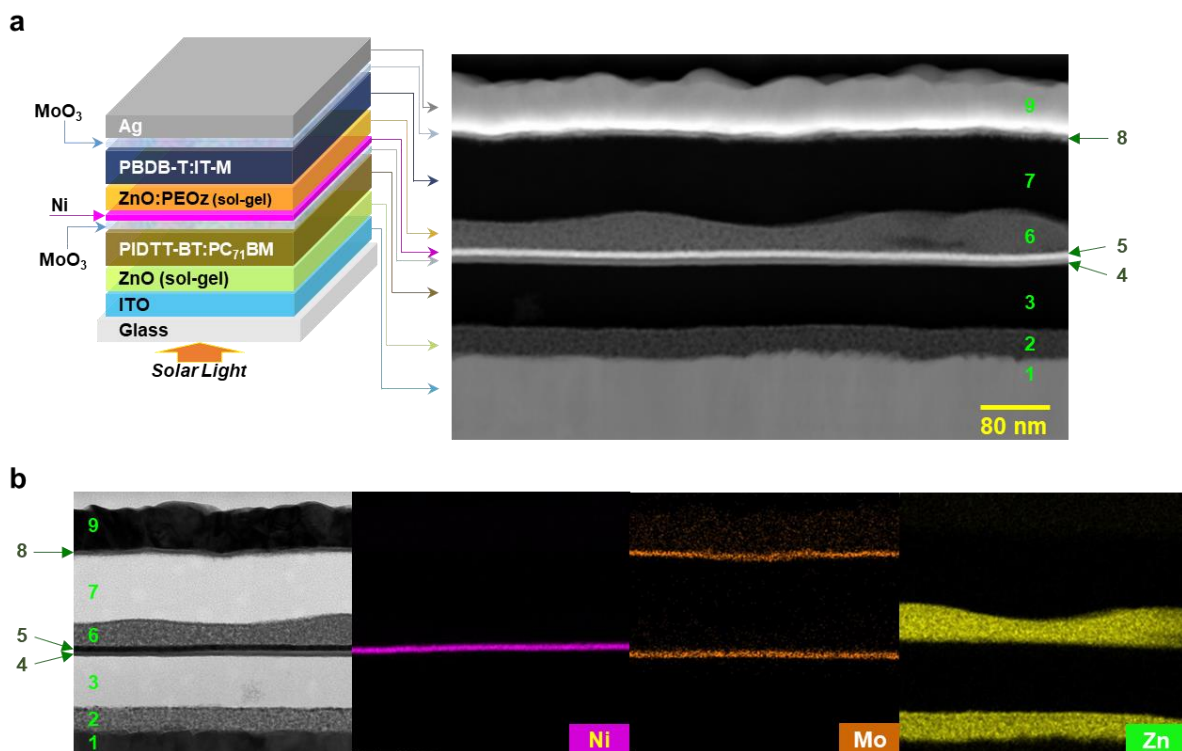 a
MoO₃
Ag
PBDB-T:IT-M
ZnO:PEOz (sol-gel)
Ni
MoO₃
PIDTT-BT:PC₇₁BM
ZnO (sol-gel)
ITO
Glass
Solar Light
9
8
7
6
5
4
3
2
1
80 nm
b
9
8
7
6
5
4
3
2
1
Ni
Mo
Zn